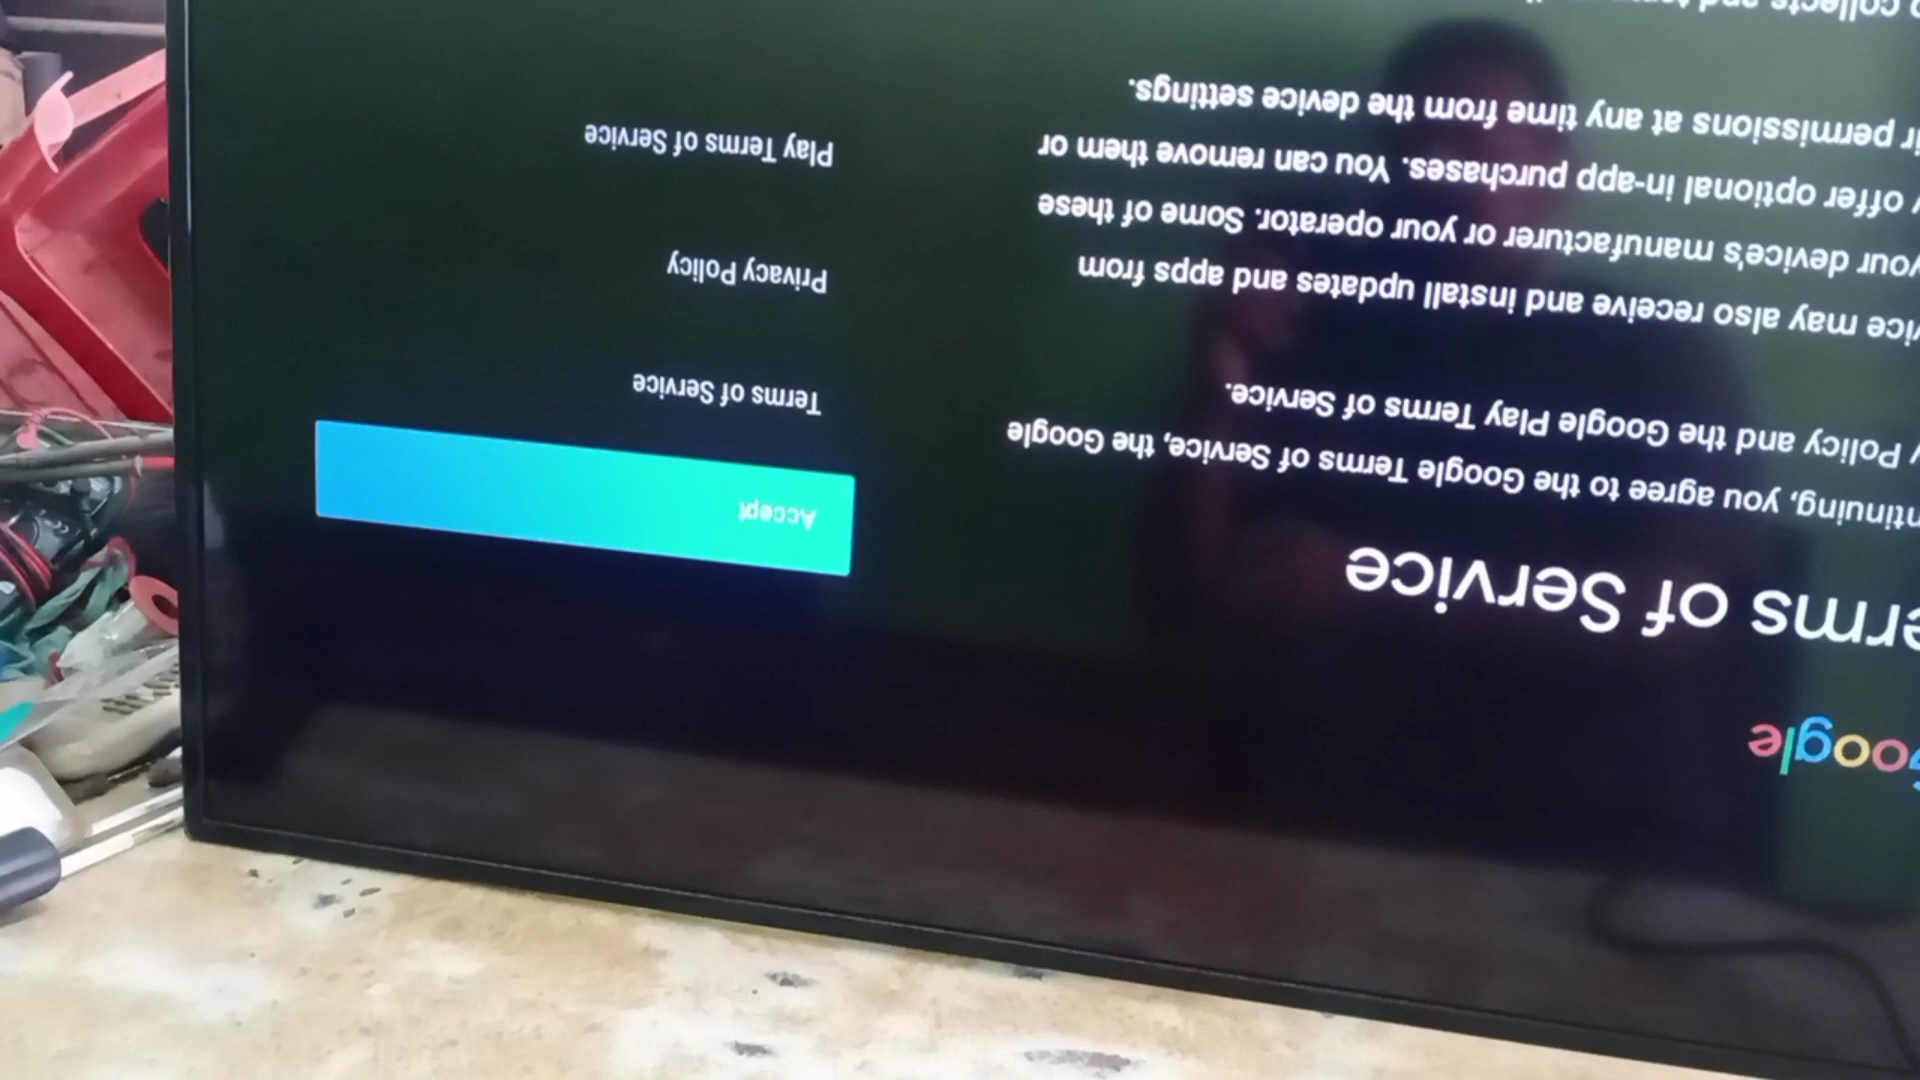 Google
erms of Service
ntinuing, you agree to the Google Terms of Service, the Google
y Policy and the Google Play Terms of Service.
vice may also receive and install updates and apps from
your device's manufacturer or your operator. Some of these
y offer optional in-app purchases. You can remove them or
ir permissions at any time from the device settings.
collects and
Accept
Terms of Service
Privacy Policy
Play Terms of Service